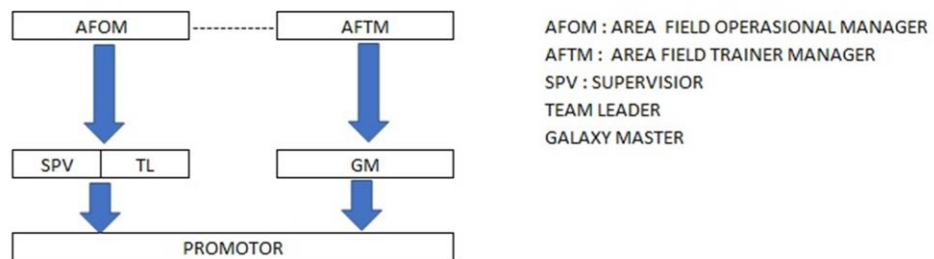 AFOM
AFTM
SPV
TL
GM
PROMOTOR
AFOM : AREA FIELD OPERASIONAL MANAGER
AFTM : AREA FIELD TRAINER MANAGER
SPV : SUPERVISIOR
TEAM LEADER
GALAXY MASTER